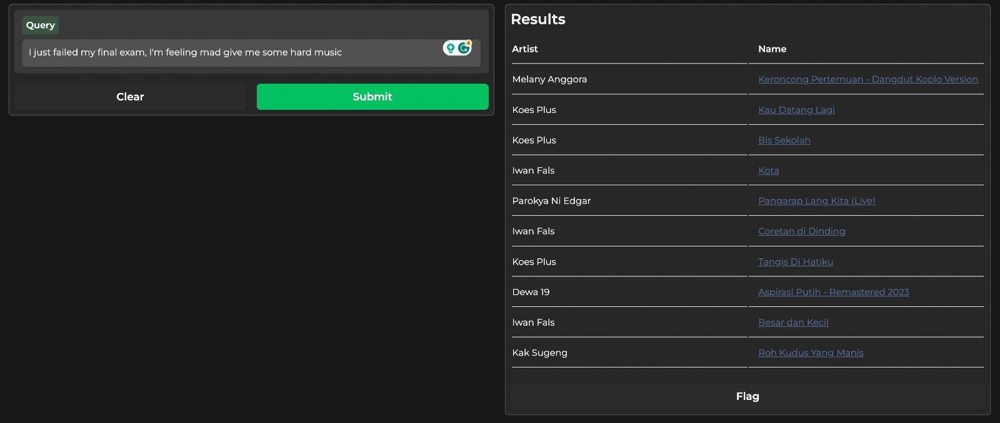 Query
I just failed my final exam, I'm feeling mad give me some hard music
4
Clear
Submit
Results
Artist Name
Melany Anggora Keroncong Pertemuan - Dangdut Koplo Version
Koes Plus Kau Datang Lagi
Koes Plus Bis Sekolah
Iwan Fals Kota
Parokya Ni Edgar Pangarap Lang Kita (Live)
Iwan Fals Coretan di Dinding
Koes Plus Tangis Di Hatiku
Dewa 19 Aspirasi Putih - Remastered 2023
Iwan Fals Besar dan Kecil
Kak Sugeng Roh Kudus Yang Manis
Flag